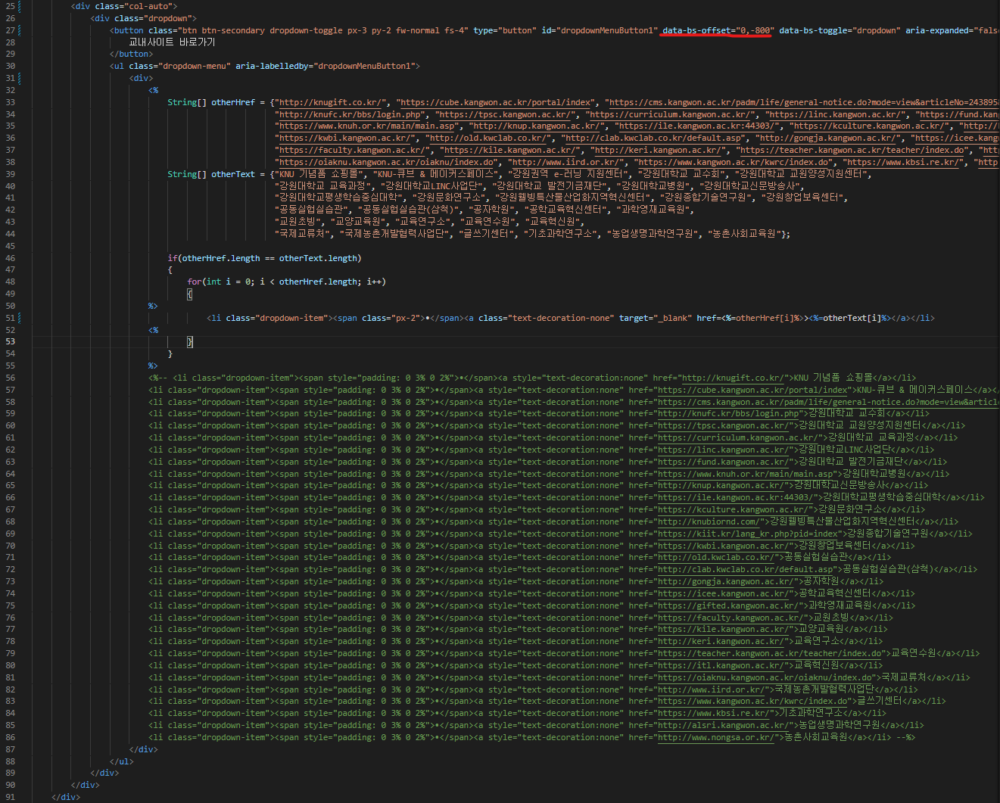 25 <div class="col-auto">
26 <div class="dropdown">
27 <button class="btn btn-secondary dropdown-toggle px-3 py-2 fw-normal fs-4" type="button" id="dropdownMenuButton1" data-bs-offset="0,-800" data-bs-toggle="dropdown" aria-expanded="false
28 교내사이트 바로가기
29 </button>
30 <ul class="dropdown-menu" aria-labelledby="dropdownMenuButton1">
31 <div>
32 <%
33 String[] otherHref = {"http://knugift.co.kr/", "https://cube.kangwon.ac.kr/portal/index", "https://cms.kangwon.ac.kr/padm/life/general-notice.do?mode=view&articleNo=243895&
34 "http://knufc.kr/bbs/login.php", "https://tpsc.kangwon.ac.kr/", "https://curriculum.kangwon.ac.kr/", "https://linc.kangwon.ac.kr/", "https://fund.kang
35 "https://www.knuh.or.kr/main/main.asp", "http://knup.kangwon.ac.kr/", "https://ile.kangwon.ac.kr:44303/", "https://kculture.kangwon.ac.kr/", "http://k
36 "https://kwbi.kangwon.ac.kr/", "http://old.kwclab.co.kr/", "http://clab.kwclab.co.kr/default.asp", "http://gongja.kangwon.ac.kr/", "https://icee.kangw
37 "https://faculty.kangwon.ac.kr/", "https://kile.kangwon.ac.kr/", "http://keri.kangwon.ac.kr/", "https://teacher.kangwon.ac.kr/teacher/index.do", "http
38 "https://oiaknu.kangwon.ac.kr/oiaknu/index.do", "http://www.iird.or.kr/", "https://www.kangwon.ac.kr/kwrc/index.do", "https://www.kbsi.re.kr/", "http
39 String[] otherText = {"KNU 기념품 쇼핑몰", "KNU-큐브 & 메이커스페이스", "강원권역 e-러닝 지원센터", "강원대학교 교수회", "강원대학교 교원양성지원센터",
40 "강원대학교 교육과정", "강원대학교LINC사업단", "강원대학교 발전기금재단", "강원대학교병원", "강원대학교신문방송사",
41 "강원대학교평생학습중심대학", "강원문화연구소", "강원웰빙특산물산업화지역혁신센터", "강원종합기술연구원", "강원창업보육센터",
42 "공동실험실습관", "공동실험실습관(삼척)", "공자학원", "공학교육혁신센터", "과학영재교육원",
43 "교원초빙", "교양교육원", "교육연구소", "교육연수원", "교육혁신원",
44 "국제교류처", "국제농촌개발협력사업단", "글쓰기센터", "기초과학연구소", "농업생명과학연구원", "농촌사회교육원"};
45
46 if(otherHref.length == otherText.length)
47 {
48 for(int i = 0; i < otherHref.length; i++)
49 {
50 %>
51 <li class="dropdown-item"><span class="px-2">•</span><a class="text-decoration-none" target="_blank" href=<%=otherHref[i]%>><%=otherText[i]%></a></li>
52 <%
53 }
54 }
55 %>
56 <%-- <li class="dropdown-item"><span style="padding: 0 3% 0 2%">•</span><a style="text-decoration:none" href="http://knugift.co.kr/">KNU 기념품 쇼핑몰</a></li>
57 <li class="dropdown-item"><span style="padding: 0 3% 0 2%">•</span><a style="text-decoration:none" href="https://cube.kangwon.ac.kr/portal/index">KNU-큐브 & 메이커스페이스</a></
58 <li class="dropdown-item"><span style="padding: 0 3% 0 2%">•</span><a style="text-decoration:none" href="https://cms.kangwon.ac.kr/padm/life/general-notice.do?mode=view&articl
59 <li class="dropdown-item"><span style="padding: 0 3% 0 2%">•</span><a style="text-decoration:none" href="http://knufc.kr/bbs/login.php">강원대학교 교수회</a></li>
60 <li class="dropdown-item"><span style="padding: 0 3% 0 2%">•</span><a style="text-decoration:none" href="https://tpsc.kangwon.ac.kr/">강원대학교 교원양성지원센터</a></li>
61 <li class="dropdown-item"><span style="padding: 0 3% 0 2%">•</span><a style="text-decoration:none" href="https://curriculum.kangwon.ac.kr/">강원대학교 교육과정</a></li>
62 <li class="dropdown-item"><span style="padding: 0 3% 0 2%">•</span><a style="text-decoration:none" href="https://linc.kangwon.ac.kr/">강원대학교LINC사업단</a></li>
63 <li class="dropdown-item"><span style="padding: 0 3% 0 2%">•</span><a style="text-decoration:none" href="https://fund.kangwon.ac.kr/">강원대학교 발전기금재단</a></li>
64 <li class="dropdown-item"><span style="padding: 0 3% 0 2%">•</span><a style="text-decoration:none" href="https://www.knuh.or.kr/main/main.asp">강원대학교병원</a></li>
65 <li class="dropdown-item"><span style="padding: 0 3% 0 2%">•</span><a style="text-decoration:none" href="http://knup.kangwon.ac.kr/">강원대학교신문방송사</a></li>
66 <li class="dropdown-item"><span style="padding: 0 3% 0 2%">•</span><a style="text-decoration:none" href="https://ile.kangwon.ac.kr:44303/">강원대학교평생학습중심대학</a></li>
67 <li class="dropdown-item"><span style="padding: 0 3% 0 2%">•</span><a style="text-decoration:none" href="https://kculture.kangwon.ac.kr/">강원문화연구소</a></li>
68 <li class="dropdown-item"><span style="padding: 0 3% 0 2%">•</span><a style="text-decoration:none" href="http://knubiornd.com/">강원웰빙특산물산업화지역혁신센터</a></li>
69 <li class="dropdown-item"><span style="padding: 0 3% 0 2%">•</span><a style="text-decoration:none" href="https://kiit.kr/lang_kr.php?pid=index">강원종합기술연구원</a></li>
70 <li class="dropdown-item"><span style="padding: 0 3% 0 2%">•</span><a style="text-decoration:none" href="https://kwbi.kangwon.ac.kr/">강원창업보육센터</a></li>
71 <li class="dropdown-item"><span style="padding: 0 3% 0 2%">•</span><a style="text-decoration:none" href="http://old.kwclab.co.kr/">공동실험실습관</a></li>
72 <li class="dropdown-item"><span style="padding: 0 3% 0 2%">•</span><a style="text-decoration:none" href="http://clab.kwclab.co.kr/default.asp">공동실험실습관(삼척)</a></li>
73 <li class="dropdown-item"><span style="padding: 0 3% 0 2%">•</span><a style="text-decoration:none" href="http://gongja.kangwon.ac.kr/">공자학원</a></li>
74 <li class="dropdown-item"><span style="padding: 0 3% 0 2%">•</span><a style="text-decoration:none" href="https://icee.kangwon.ac.kr/">공학교육혁신센터</a></li>
75 <li class="dropdown-item"><span style="padding: 0 3% 0 2%">•</span><a style="text-decoration:none" href="https://gifted.kangwon.ac.kr/">과학영재교육원</a></li>
76 <li class="dropdown-item"><span style="padding: 0 3% 0 2%">•</span><a style="text-decoration:none" href="https://faculty.kangwon.ac.kr/">교원초빙</a></li>
77 <li class="dropdown-item"><span style="padding: 0 3% 0 2%">•</span><a style="text-decoration:none" href="https://kile.kangwon.ac.kr/">교양교육원</a></li>
78 <li class="dropdown-item"><span style="padding: 0 3% 0 2%">•</span><a style="text-decoration:none" href="http://keri.kangwon.ac.kr/">교육연구소</a></li>
79 <li class="dropdown-item"><span style="padding: 0 3% 0 2%">•</span><a style="text-decoration:none" href="https://teacher.kangwon.ac.kr/teacher/index.do">교육연수원</a></li>
80 <li class="dropdown-item"><span style="padding: 0 3% 0 2%">•</span><a style="text-decoration:none" href="https://itl.kangwon.ac.kr/">교육혁신원</a></li>
81 <li class="dropdown-item"><span style="padding: 0 3% 0 2%">•</span><a style="text-decoration:none" href="https://oiaknu.kangwon.ac.kr/oiaknu/index.do">국제교류처</a></li>
82 <li class="dropdown-item"><span style="padding: 0 3% 0 2%">•</span><a style="text-decoration:none" href="http://www.iird.or.kr/">국제농촌개발협력사업단</a></li>
83 <li class="dropdown-item"><span style="padding: 0 3% 0 2%">•</span><a style="text-decoration:none" href="https://www.kangwon.ac.kr/kwrc/index.do">글쓰기센터</a></li>
84 <li class="dropdown-item"><span style="padding: 0 3% 0 2%">•</span><a style="text-decoration:none" href="https://www.kbsi.re.kr/">기초과학연구소</a></li>
85 <li class="dropdown-item"><span style="padding: 0 3% 0 2%">•</span><a style="text-decoration:none" href="http://alsri.kangwon.ac.kr/">농업생명과학연구원</a></li>
86 <li class="dropdown-item"><span style="padding: 0 3% 0 2%">•</span><a style="text-decoration:none" href="http://www.nongsa.or.kr/">농촌사회교육원</a></li> --%>
87 </div>
88 </ul>
89 </div>
90 </div>
91 </div>